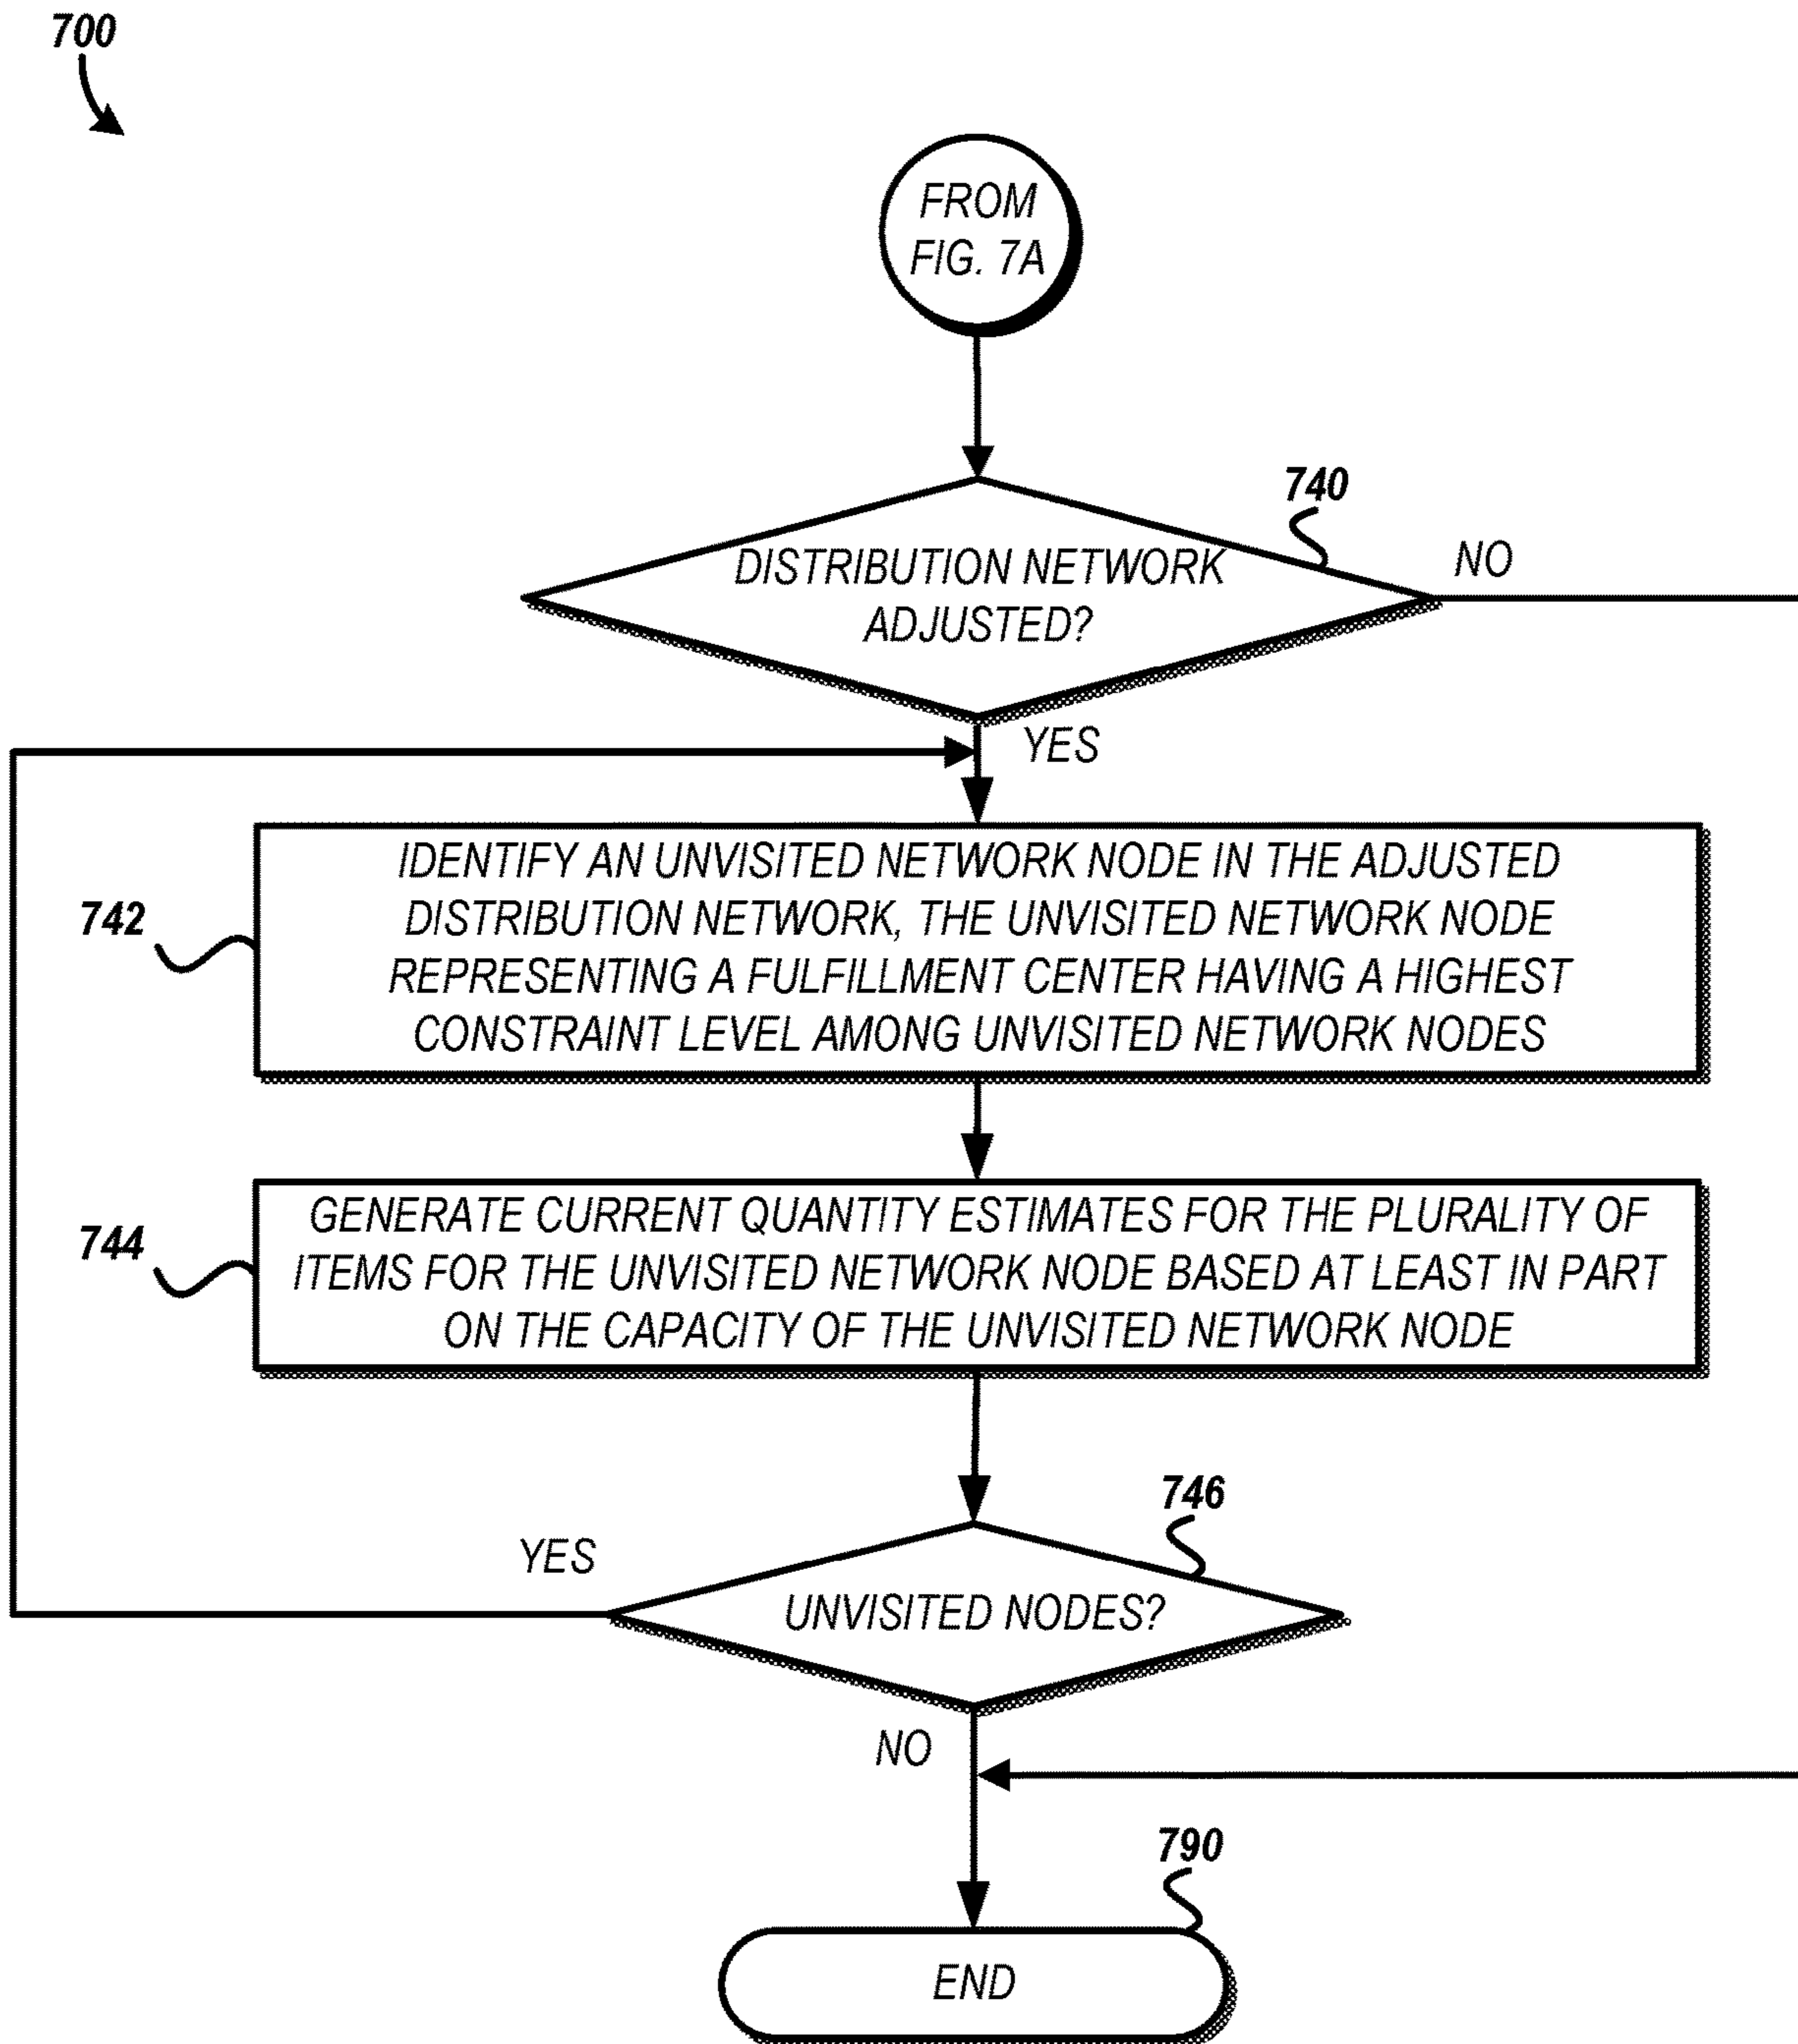 700
FROM
FIG. 7A
740
DISTRIBUTION NETWORK
ADJUSTED?
NO
YES
742
IDENTIFY AN UNVISITED NETWORK NODE IN THE ADJUSTED
DISTRIBUTION NETWORK, THE UNVISITED NETWORK NODE
REPRESENTING A FULFILLMENT CENTER HAVING A HIGHEST
CONSTRAINT LEVEL AMONG UNVISITED NETWORK NODES
744
GENERATE CURRENT QUANTITY ESTIMATES FOR THE PLURALITY OF
ITEMS FOR THE UNVISITED NETWORK NODE BASED AT LEAST IN PART
ON THE CAPACITY OF THE UNVISITED NETWORK NODE
746
YES
UNVISITED NODES?
NO
790
END